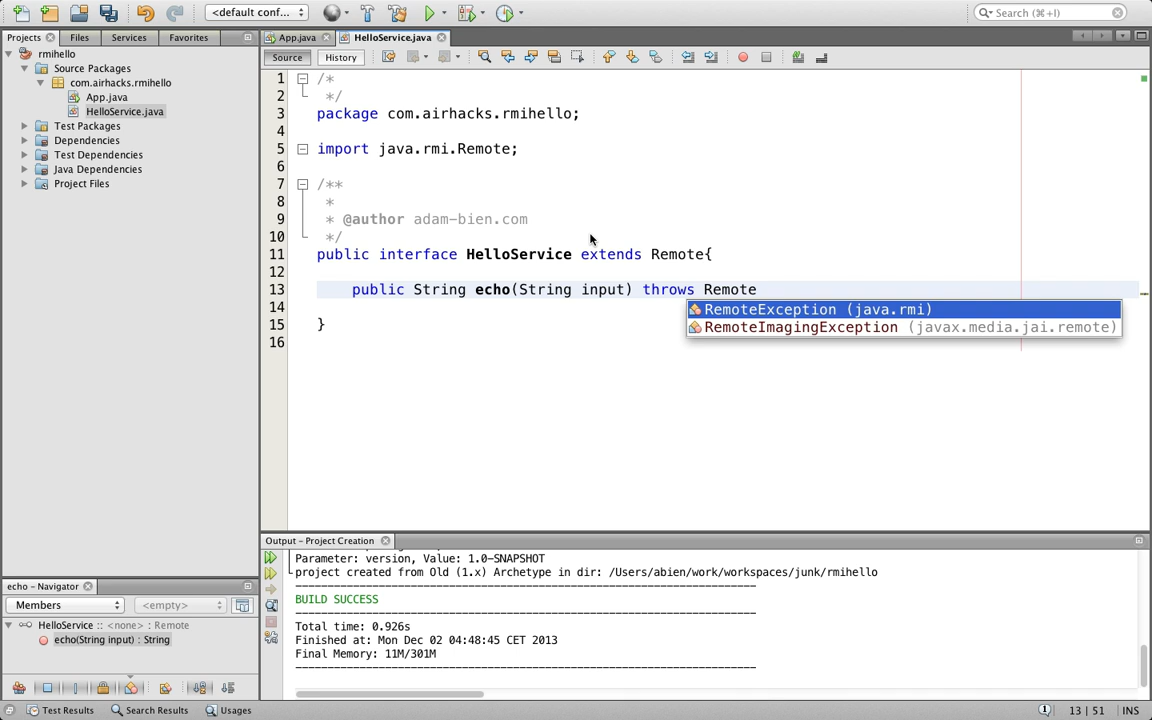 <default conf...
Search (⌘+I)
Projects
Files
Services
Favorites
App.java
HelloService.java
rmihello
Source Packages
com.airhacks.rmihello
App.java
HelloService.java
Test Packages
Dependencies
Test Dependencies
Java Dependencies
Project Files
Source
History
1 /*
2 */
3 package com.airhacks.rmihello;
4
5 import java.rmi.Remote;
6
7 /**
8 *
9 * @author adam-bien.com
10 */
11 public interface HelloService extends Remote{
12
13 public String echo(String input) throws Remote
14
15 }
16
RemoteException (java.rmi)
RemoteImagingException (javax.media.jai.remote)
echo - Navigator
Members
<empty>
HelloService :: <none> : Remote
echo(String input) : String
Output - Project Creation
Parameter: version, Value: 1.0-SNAPSHOT
project created from Old (1.x) Archetype in dir: /Users/abien/work/workspaces/junk/rmihello
------------------------------------------------------------------------
BUILD SUCCESS
------------------------------------------------------------------------
Total time: 0.926s
Finished at: Mon Dec 02 04:48:45 CET 2013
Final Memory: 11M/301M
------------------------------------------------------------------------
Test Results
Search Results
Usages
1
13 | 51
INS